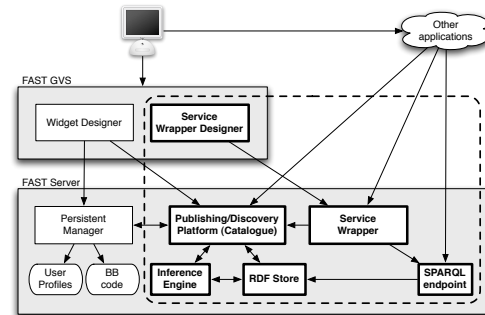 Other
applications
FAST GVS
Widget Designer
Service
Wrapper Designer
FAST Server
Persistent
Manager
Publishing/Discovery
Platform (Catalogue)
Service
Wrapper
User
Profiles
BB
code
Inference
Engine
RDF Store
SPARQL
endpoint